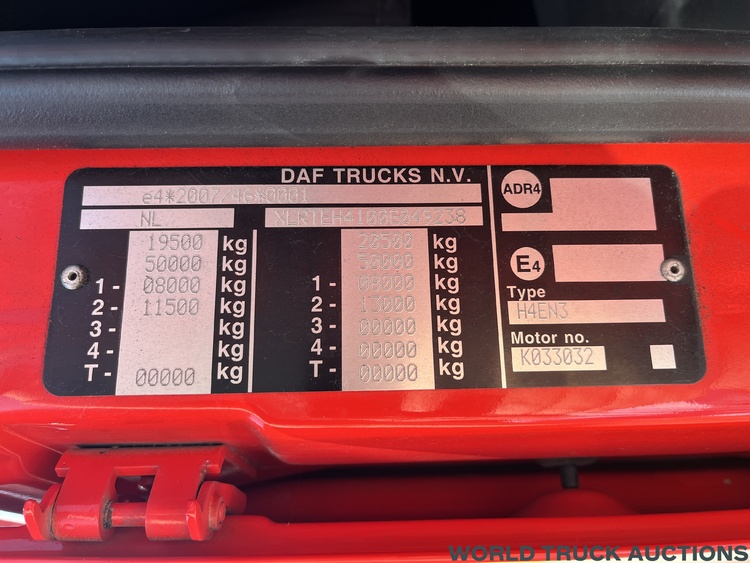 DAF TRUCKS N.V.
e4*2007/46*0001
NL XLRTEH4100G049238
19500 kg 20500 kg
50000 kg 50000 kg
1 - 08000 kg 1 - 08000 kg
2 - 11500 kg 2 - 13000 kg
3 - kg 3 - 00000 kg
4 - kg 4 - 00000 kg
T - 00000 kg T - 00000 kg
ADR4
E4
Type
H4EN3
Motor no.
K033032
WORLD TRUCK AUCTIONS